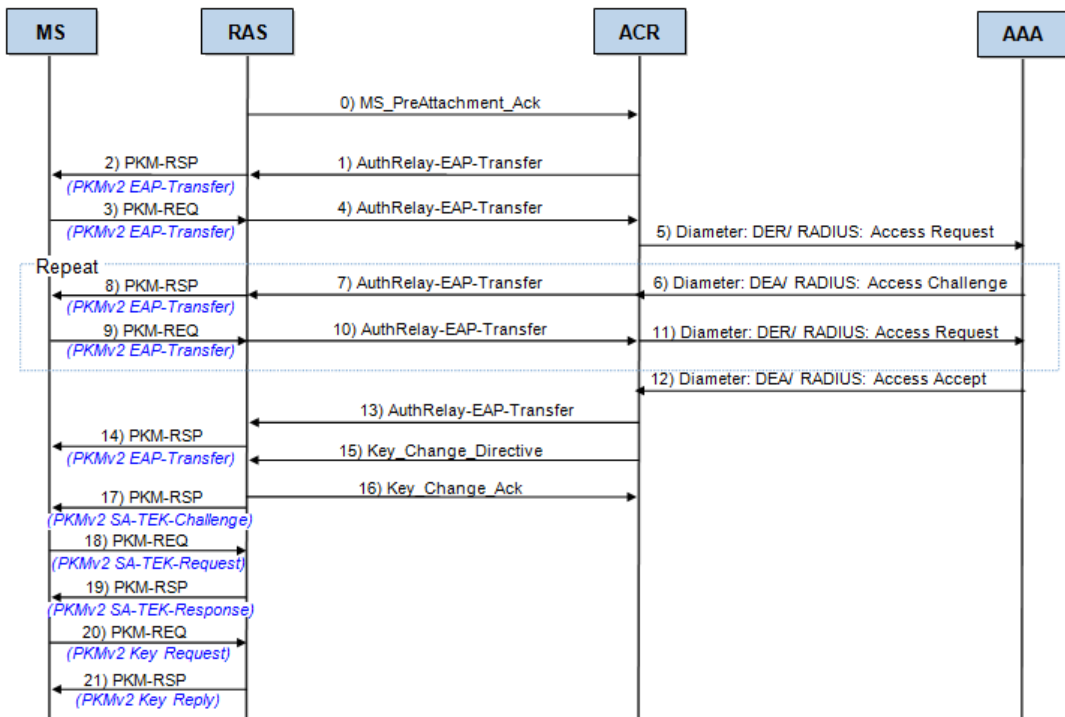 MS
RAS
ACR
AAA
0) MS_PreAttachment_Ack
2) PKM-RSP
1) AuthRelay-EAP-Transfer
(PKMv2 EAP-Transfer)
3) PKM-REQ
4) AuthRelay-EAP-Transfer
(PKMv2 EAP-Transfer)
5) Diameter: DER/ RADIUS: Access Request
Repeat
8) PKM-RSP
7) AuthRelay-EAP-Transfer
6) Diameter: DEA/ RADIUS: Access Challenge
(PKMv2 EAP-Transfer)
9) PKM-REQ
10) AuthRelay-EAP-Transfer
11) Diameter: DER/ RADIUS: Access Request
(PKMv2 EAP-Transfer)
12) Diameter: DEA/ RADIUS: Access Accept
13) AuthRelay-EAP-Transfer
14) PKM-RSP
(PKMv2 EAP-Transfer)
15) Key_Change_Directive
16) Key_Change_Ack
17) PKM-RSP
(PKMv2 SA-TEK-Challenge)
18) PKM-REQ
(PKMv2 SA-TEK-Request)
19) PKM-RSP
(PKMv2 SA-TEK-Response)
20) PKM-REQ
(PKMv2 Key Request)
21) PKM-RSP
(PKMv2 Key Reply)